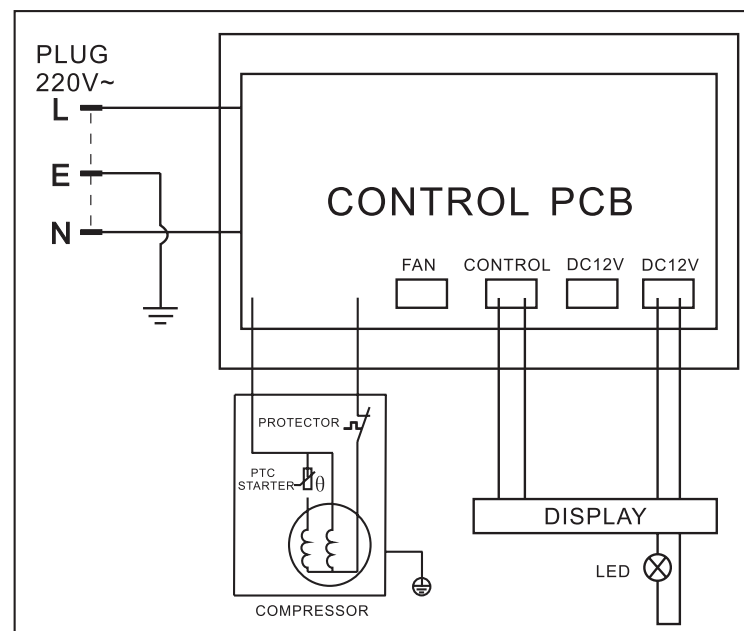 PLUG
220V~
L
E
N
CONTROL PCB
FAN
CONTROL
DC12V
DC12V
PROTECTOR
PTC
STARTER
θ
DISPLAY
LED
COMPRESSOR